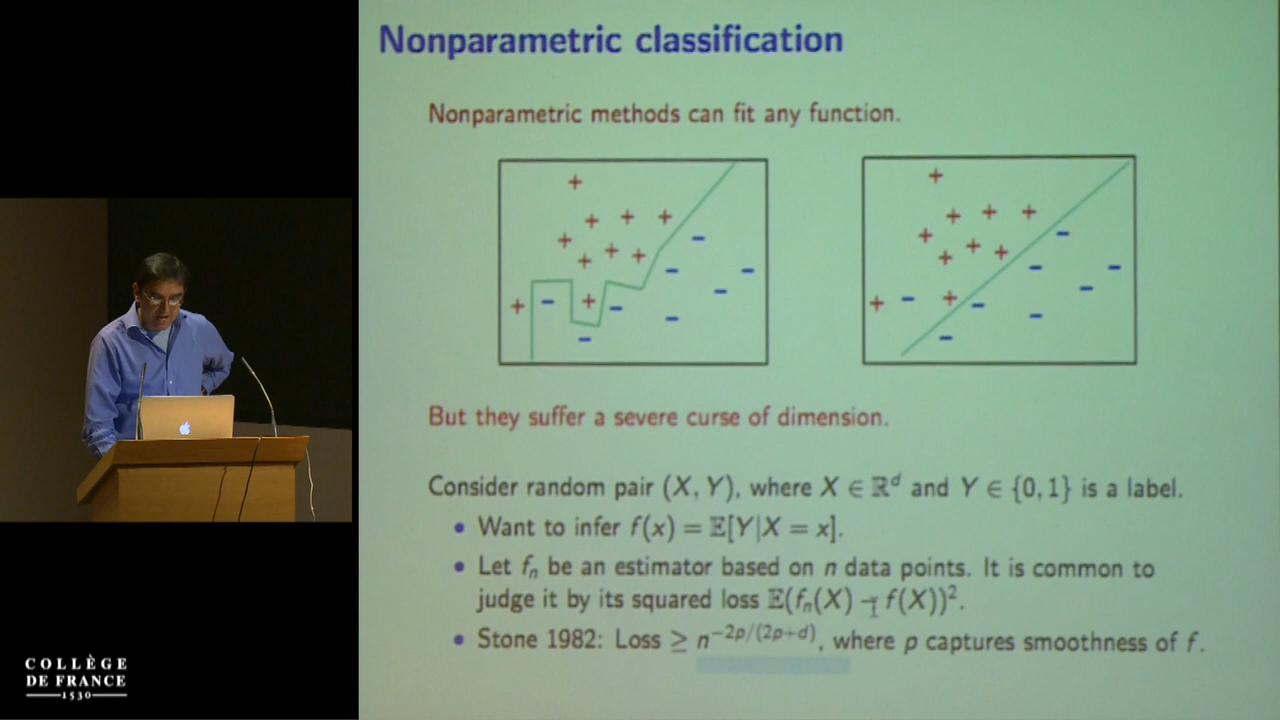 Nonparametric classification
Nonparametric methods can fit any function.
But they suffer a severe curse of dimension.
Consider random pair (X, Y), where X ∈ ℝ^d and Y ∈ {0, 1} is a label.
• Want to infer f(x) = 𝔼[Y|X = x].
• Let f_n be an estimator based on n data points. It is common to
judge it by its squared loss 𝔼(f_n(X) − f(X))².
• Stone 1982: Loss ≥ n^{−2p/(2p+d)}, where p captures smoothness of f.
COLLÈGE
DE FRANCE
1530